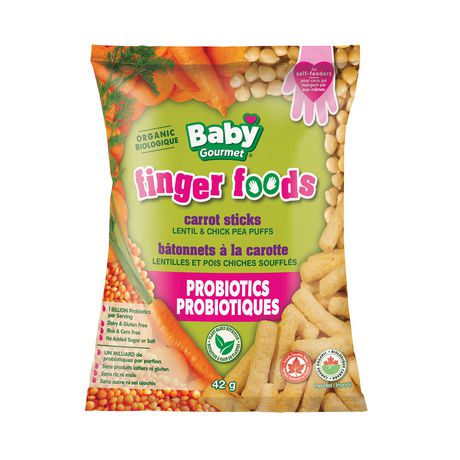 for
self-feeders
pour ceux qui
mangent par
eux-mêmes
ORGANIC
BIOLOGIQUE
Baby
Gourmet
finger foods
carrot sticks
LENTIL & CHICK PEA PUFFS
bâtonnets à la carotte
LENTILLES ET POIS CHICHES SOUFFLÉS
PROBIOTICS
PROBIOTIQUES
1 BILLION Probiotics
per Serving
Dairy & Gluten Free
Rice & Corn Free
No Added Sugar or Salt
UN MILLIARD de
probiotiques par portion
Sans produits laitiers ni gluten
Sans riz ni maïs
Sans sucre ni sel ajoutés
42 g
Imported / Importé